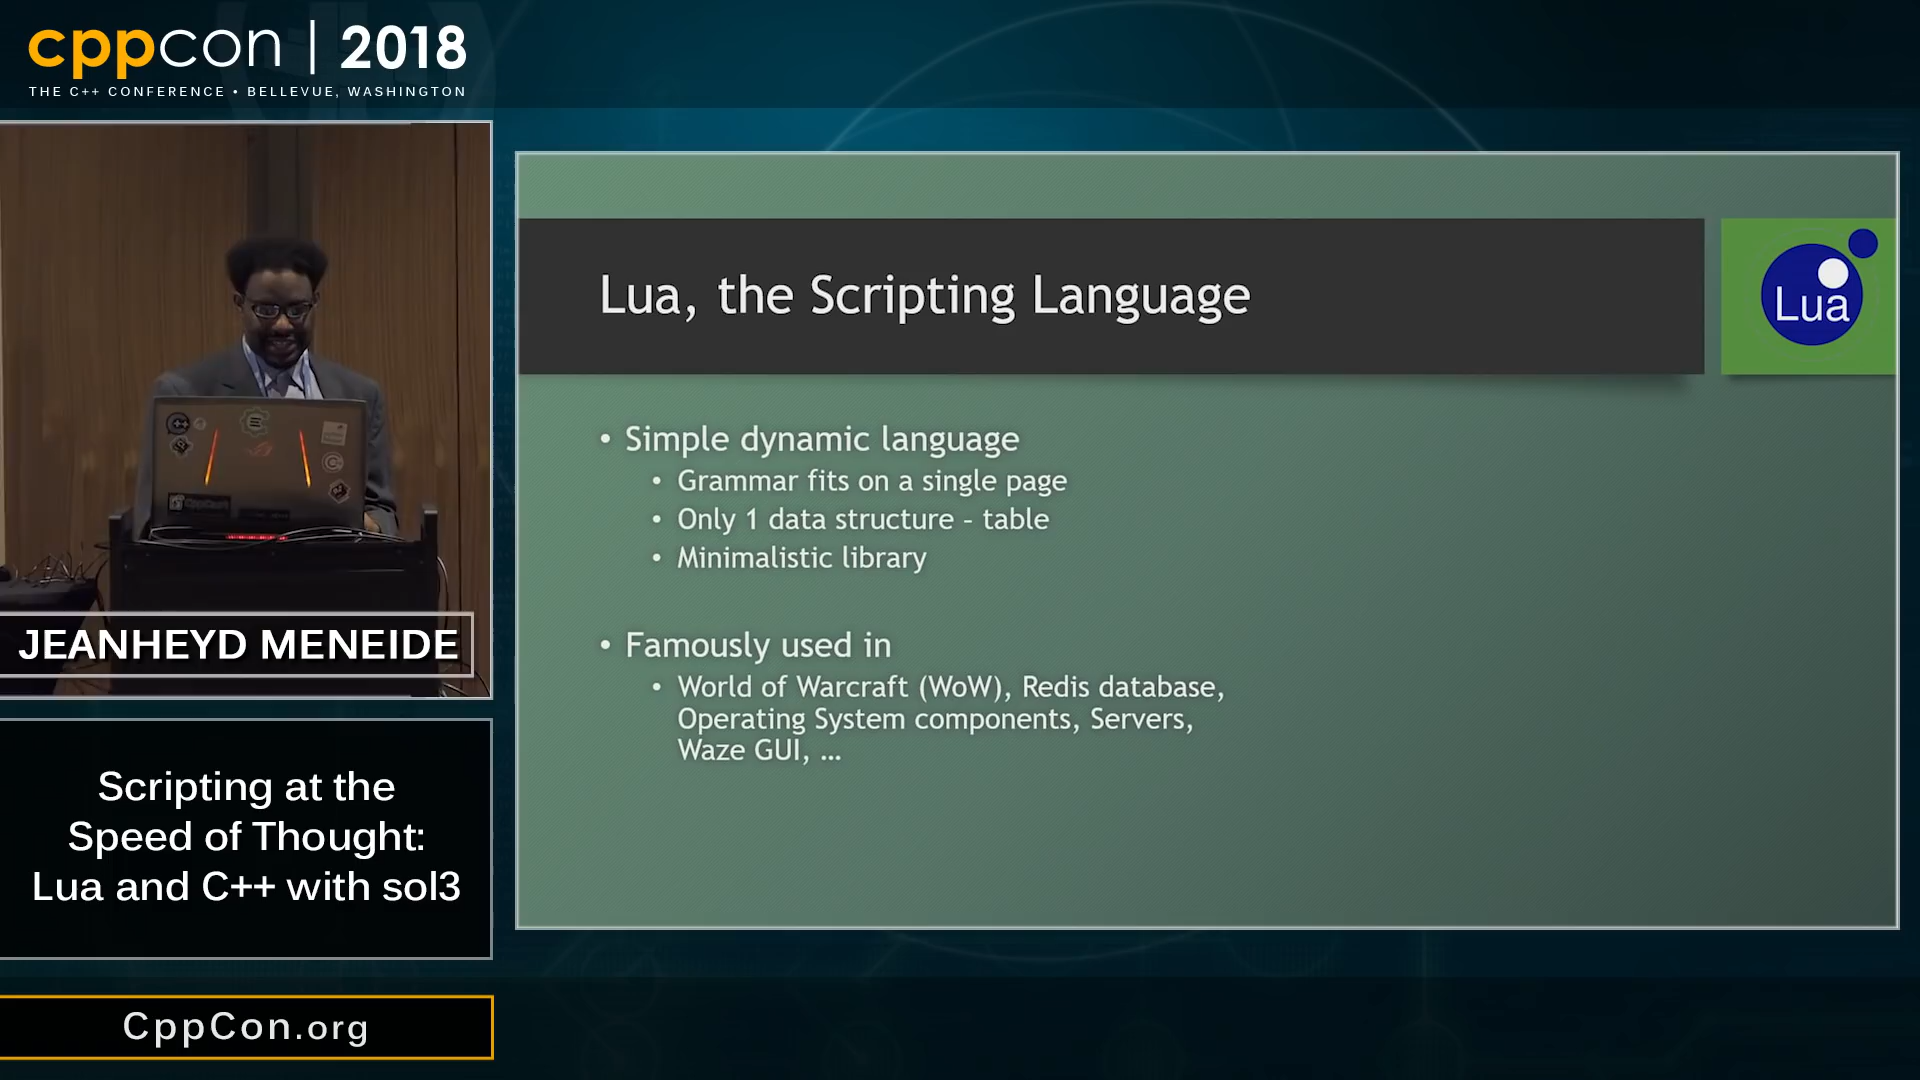 cppcon | 2018
THE C++ CONFERENCE • BELLEVUE, WASHINGTON
Lua, the Scripting Language
Lua
• Simple dynamic language
• Grammar fits on a single page
• Only 1 data structure – table
• Minimalistic library
• Famously used in
• World of Warcraft (WoW), Redis database,
Operating System components, Servers,
Waze GUI, ...
JEANHEYD MENEIDE
Scripting at the
Speed of Thought:
Lua and C++ with sol3
CppCon.org